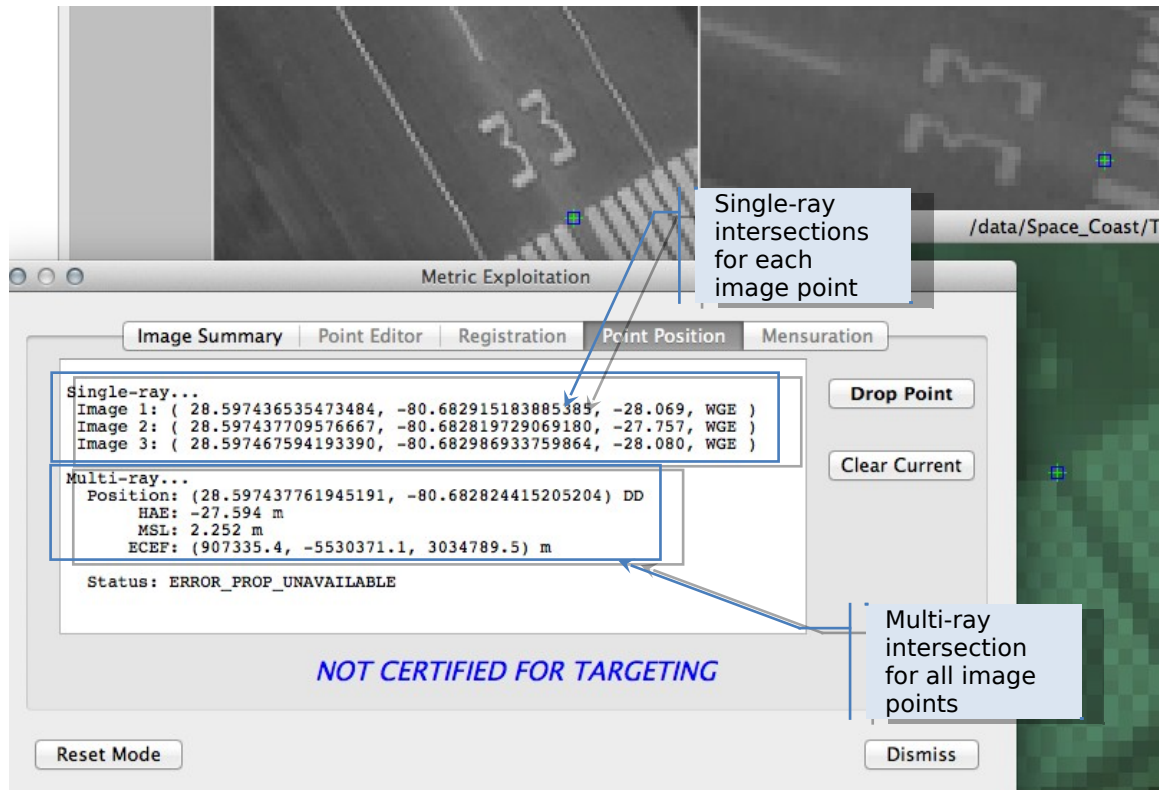 33
33
Single-ray
intersections
for each
image point
/data/Space_Coast/T
Metric Exploitation
Image Summary Point Editor Registration Point Position Mensuration
Single-ray...
Image 1: ( 28.597436535473484, -80.682915183885385, -28.069, WGE )
Image 2: ( 28.597437709576667, -80.682819729069180, -27.757, WGE )
Image 3: ( 28.597467594193390, -80.682986933759864, -28.080, WGE )
Multi-ray...
Position: (28.597437761945191, -80.682824415205204) DD
HAE: -27.594 m
MSL: 2.252 m
ECEF: (907335.4, -5530371.1, 3034789.5) m
Status: ERROR_PROP_UNAVAILABLE
Drop Point
Clear Current
Multi-ray
intersection
for all image
points
NOT CERTIFIED FOR TARGETING
Reset Mode
Dismiss